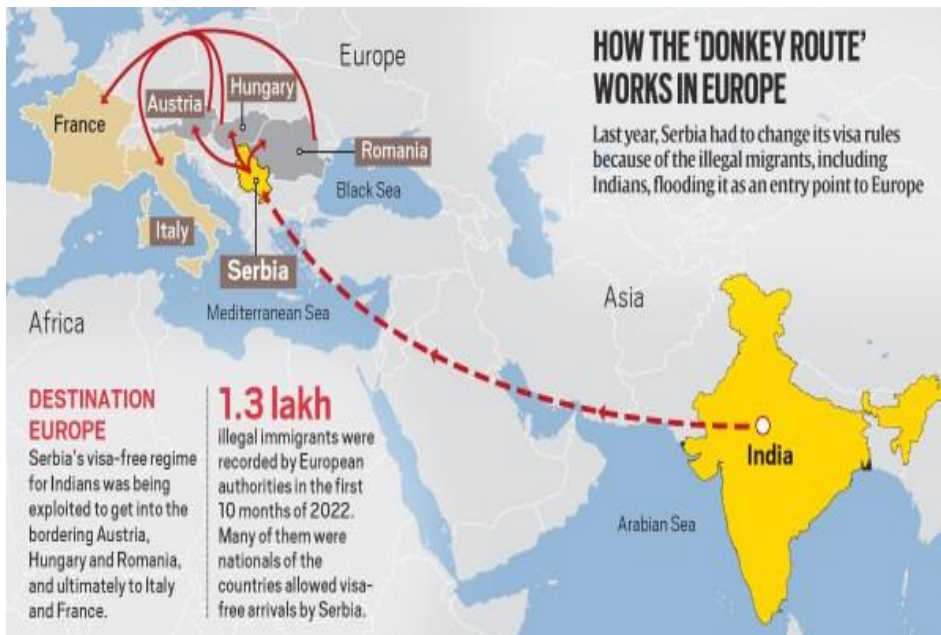 HOW THE ‘DONKEY ROUTE’
WORKS IN EUROPE
Last year, Serbia had to change its visa rules
because of the illegal migrants, including
Indians, flooding it as an entry point to Europe
Europe
Hungary
Austria
France
Romania
Black Sea
Italy
Serbia
Mediterranean Sea
Africa
Asia
India
Arabian Sea
DESTINATION
EUROPE
Serbia’s visa-free regime
for Indians was being
exploited to get into the
bordering Austria,
Hungary and Romania,
and ultimately to Italy
and France.
1.3 lakh
illegal immigrants were
recorded by European
authorities in the first
10 months of 2022.
Many of them were
nationals of the
countries allowed visa-
free arrivals by Serbia.